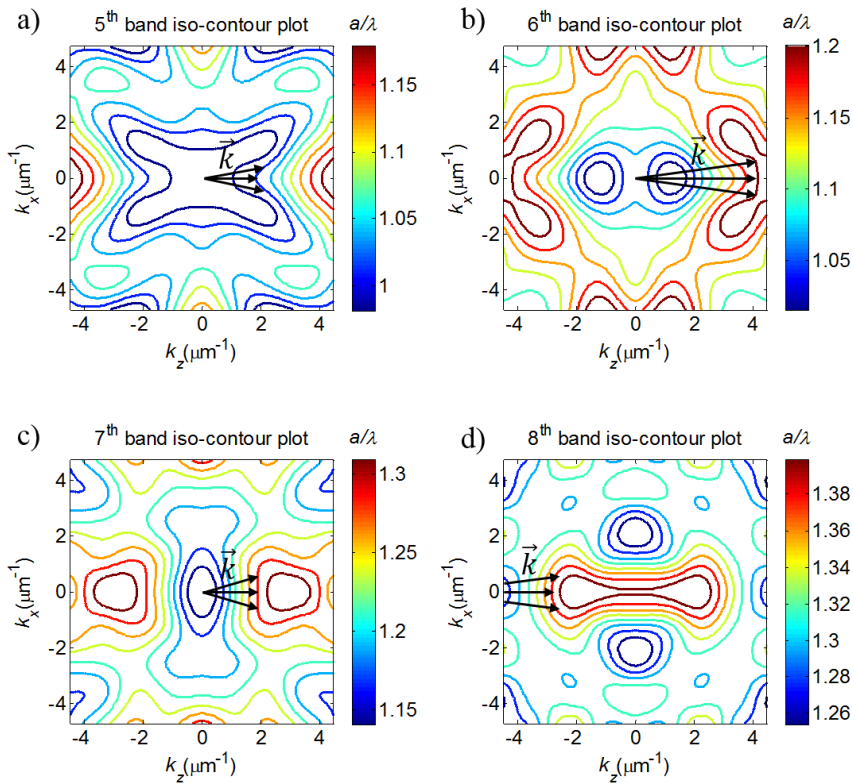 a)
5th band iso-contour plot
a/λ
4
2
0
-2
-4
kx(μm-1)
-4 -2 0 2 4
kz(μm-1)
k
1.15
1.1
1.05
1
b)
6th band iso-contour plot
a/λ
4
2
0
-2
-4
kx(μm-1)
-4 -2 0 2 4
kz(μm-1)
k
1.2
1.15
1.1
1.05
c)
7th band iso-contour plot
a/λ
4
2
0
-2
-4
kx(μm-1)
-4 -2 0 2 4
kz(μm-1)
k
1.3
1.25
1.2
1.15
d)
8th band iso-contour plot
a/λ
4
2
0
-2
-4
kx(μm-1)
-4 -2 0 2 4
kz(μm-1)
k
1.38
1.36
1.34
1.32
1.3
1.28
1.26